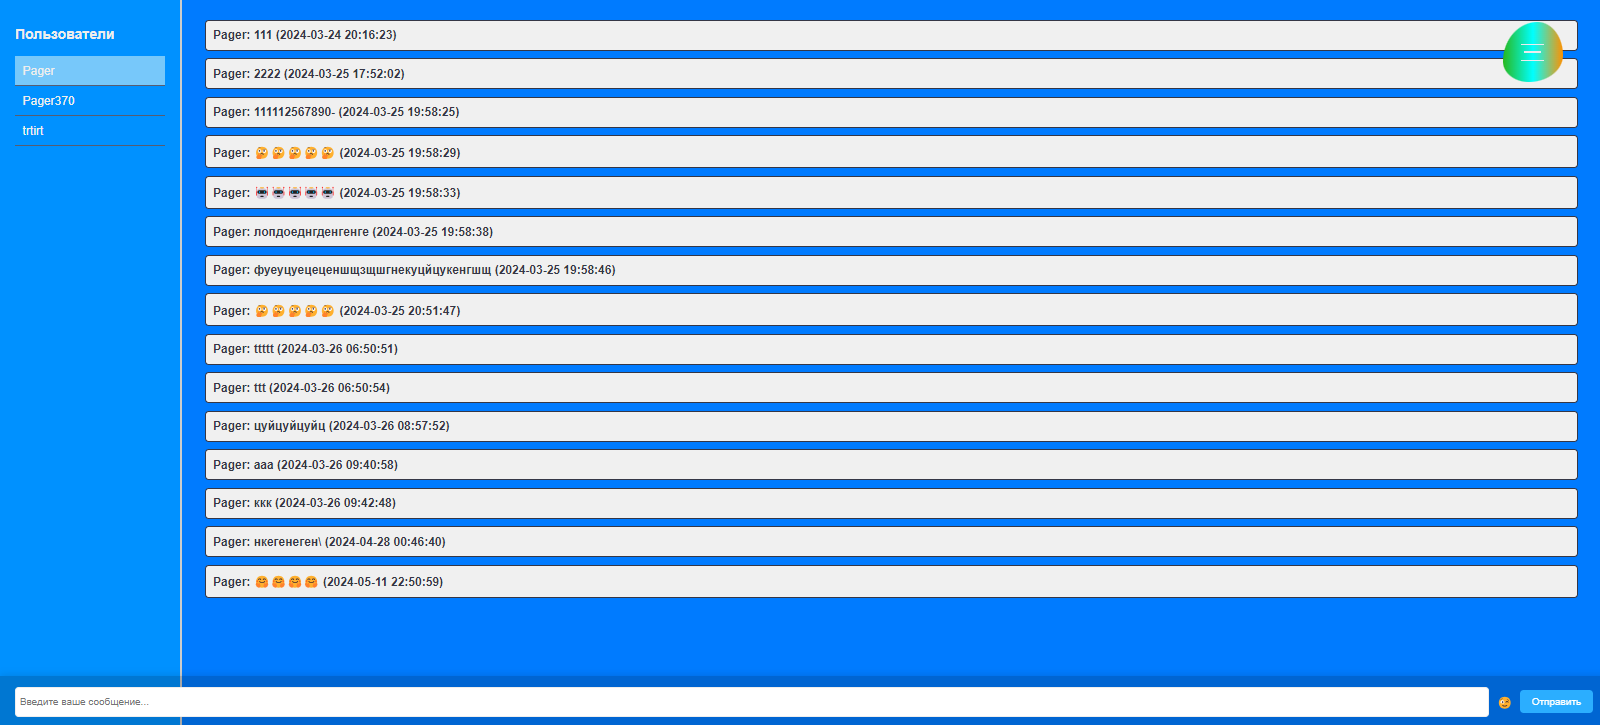 Пользователи
Pager
Pager370
trtirt
Pager: 111 (2024-03-24 20:16:23)
Pager: 2222 (2024-03-25 17:52:02)
Pager: 111112567890- (2024-03-25 19:58:25)
Pager: 🤔🤔🤔🤔🤔 (2024-03-25 19:58:29)
Pager: 🤖🤖🤖🤖🤖 (2024-03-25 19:58:33)
Pager: лопдоеднгденгенге (2024-03-25 19:58:38)
Pager: фуеуцуецеценшщзщшгнекуцйцукенгшщ (2024-03-25 19:58:46)
Pager: 🤔🤔🤔🤔🤔 (2024-03-25 20:51:47)
Pager: ttttt (2024-03-26 06:50:51)
Pager: ttt (2024-03-26 06:50:54)
Pager: цуйцуйцуйц (2024-03-26 08:57:52)
Pager: ааа (2024-03-26 09:40:58)
Pager: ккк (2024-03-26 09:42:48)
Pager: нкегенеген\ (2024-04-28 00:46:40)
Pager: 🤗🤗🤗🤗 (2024-05-11 22:50:59)
Введите ваше сообщение...
Отправить